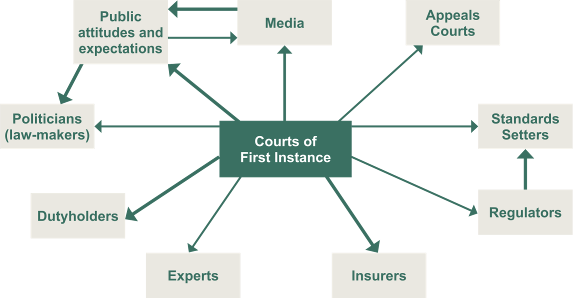 Public
attitudes and
expectations
Media
Appeals
Courts
Politicians
(law-makers)
Courts of
First Instance
Standards
Setters
Dutyholders
Regulators
Experts
Insurers